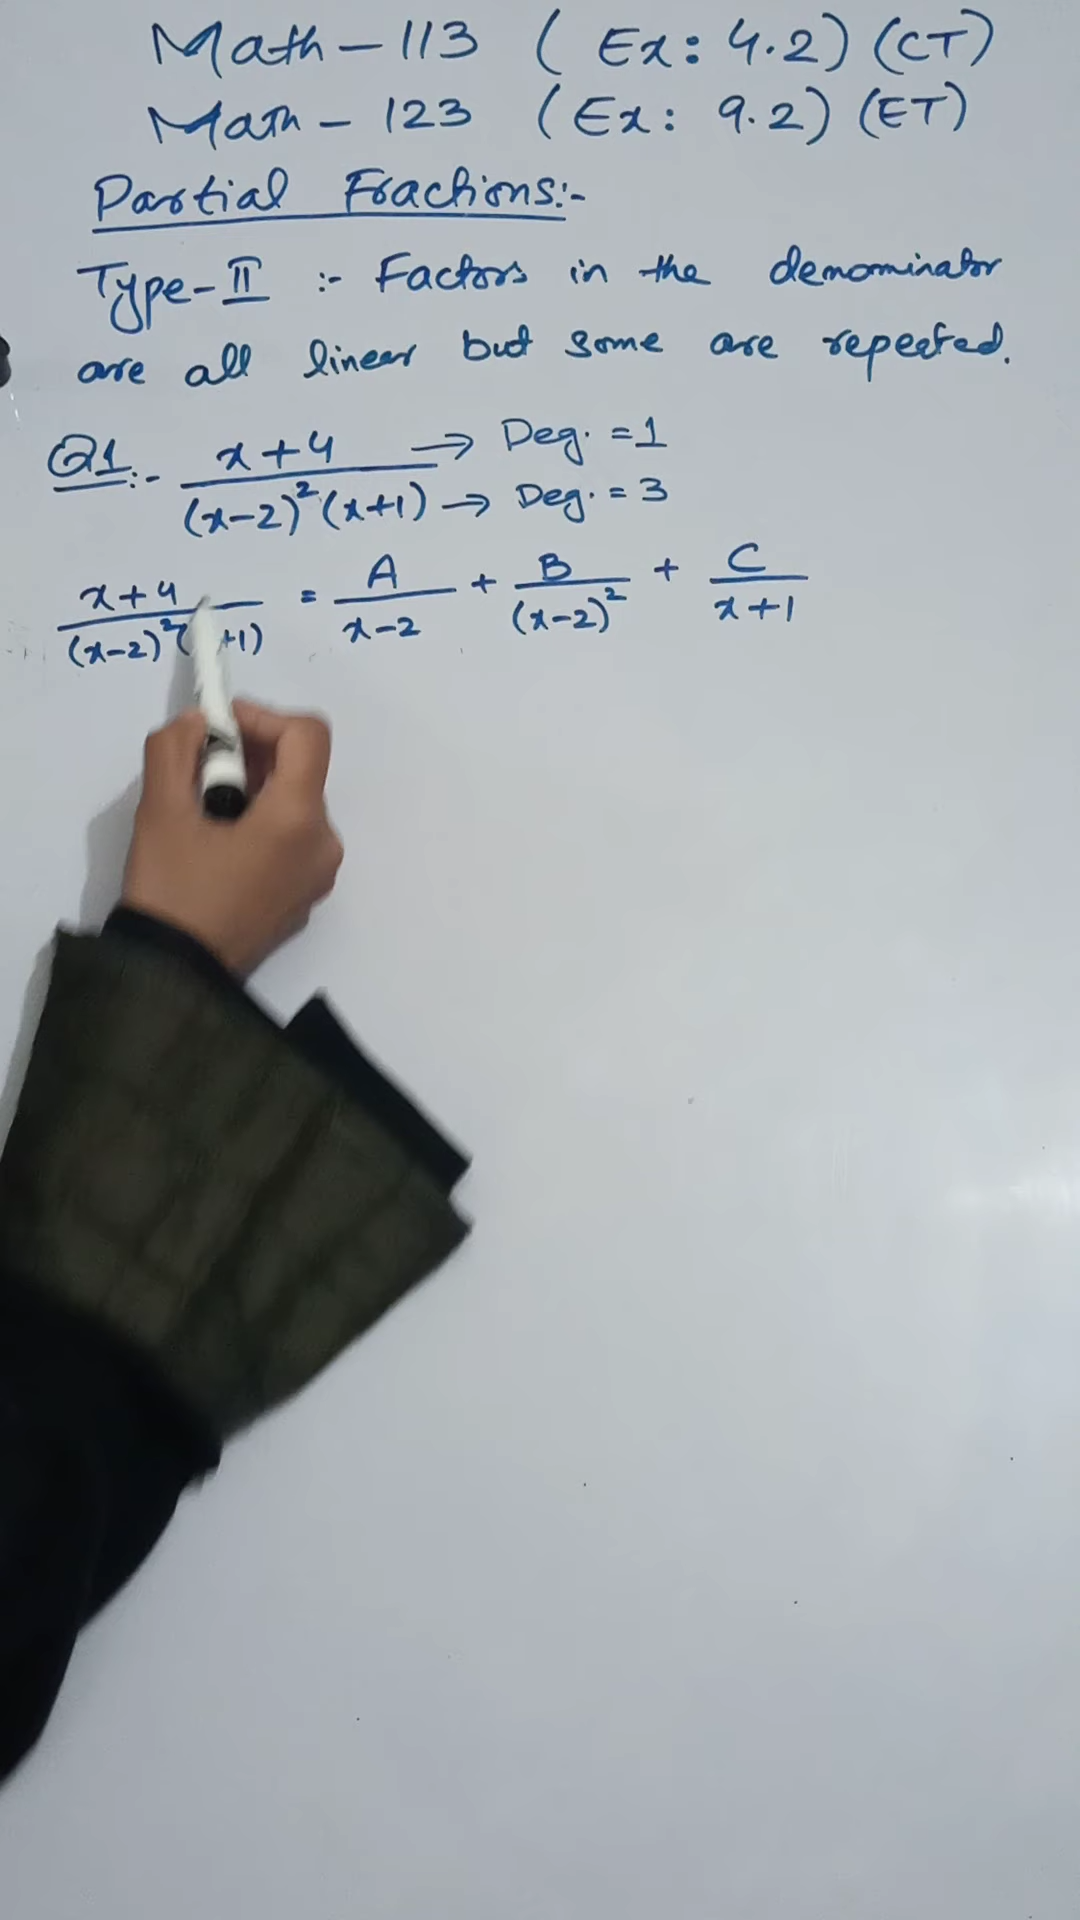 Math - 113 ( Ex: 4.2) (CT)
Math - 123 (Ex: 9.2) (ET)
Partial Fractions:-
Type-II :- Factors in the denominator
are all linear but some are repeated.
Q1:- x+4 / (x-2)²(x+1) → Deg. = 1 → Deg. = 3
x+4 / (x-2)²( +1) = A / x-2 + B / (x-2)² + C / x+1